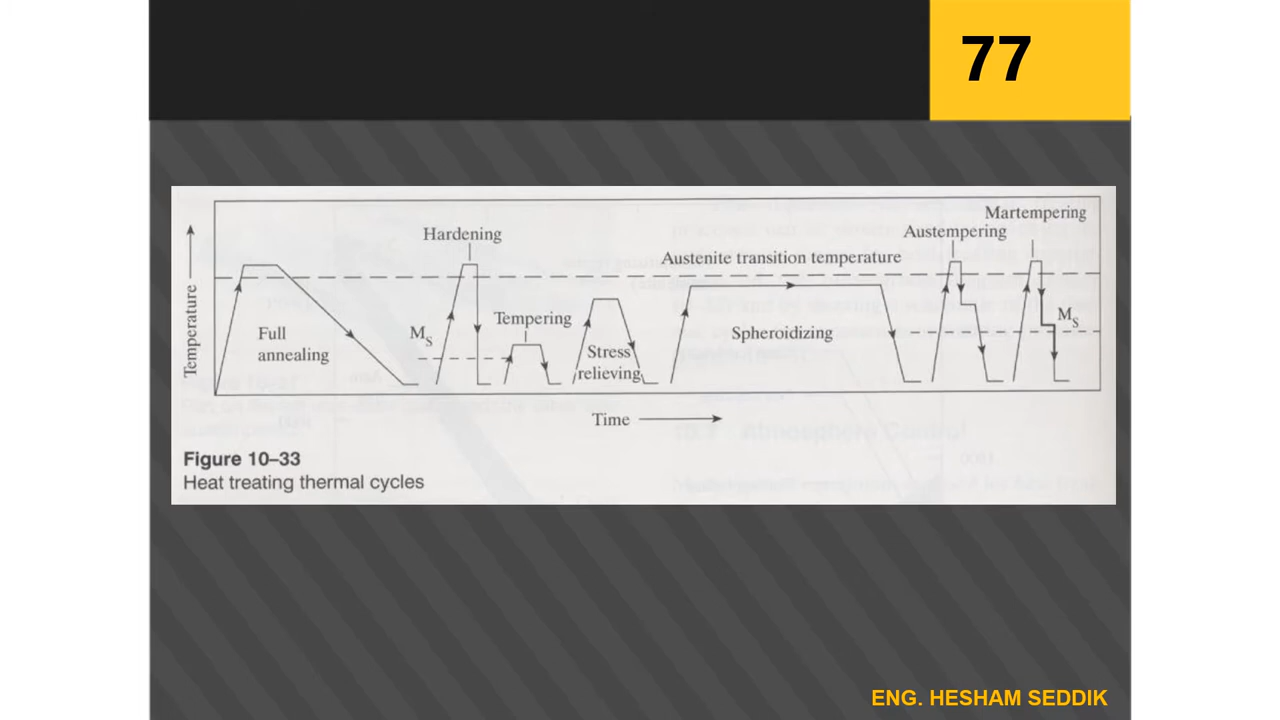 77
Martempering
Hardening
Austempering
Austenite transition temperature
Temperature
Full
annealing
Ms
Tempering
Stress
relieving
Spheroidizing
Ms
Time
Figure 10–33
Heat treating thermal cycles
ENG. HESHAM SEDDIK